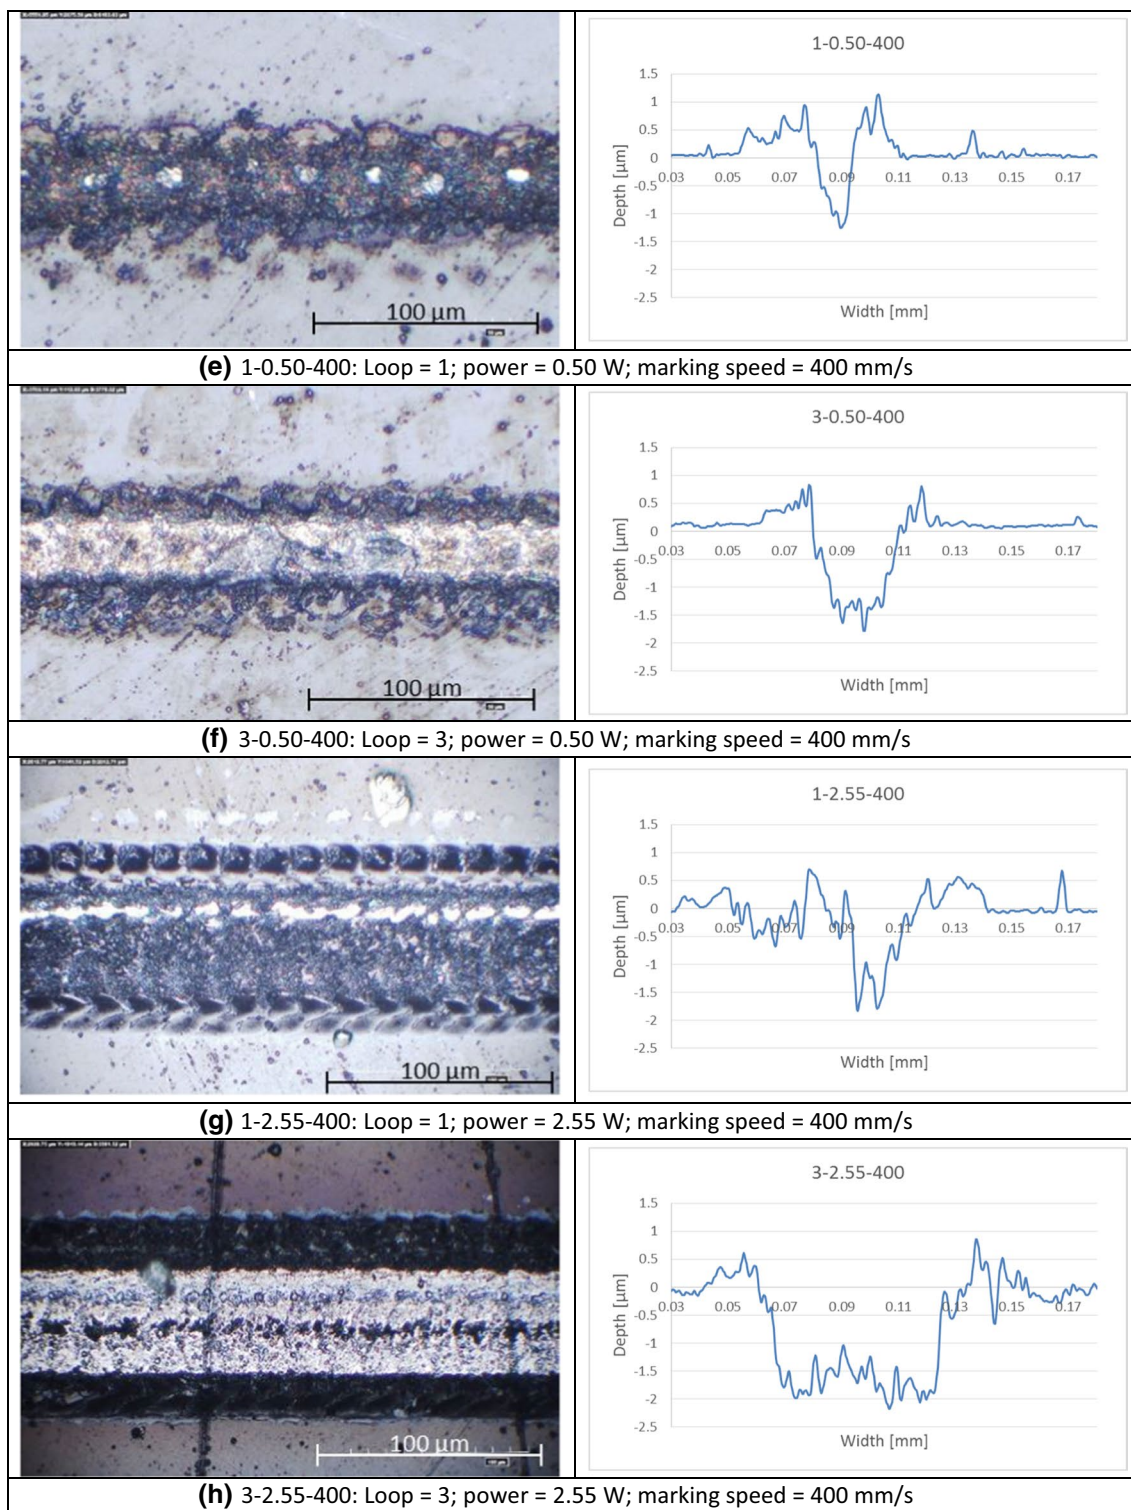 1-0.50-400
1.5
1
0.5
0
-0.5
-1
-1.5
-2
-2.5
0.03 0.05 0.07 0.09 0.11 0.13 0.15 0.17
Depth [µm]
Width [mm]
100 µm
(e) 1-0.50-400: Loop = 1; power = 0.50 W; marking speed = 400 mm/s
3-0.50-400
1.5
1
0.5
0
-0.5
-1
-1.5
-2
-2.5
0.03 0.05 0.07 0.09 0.11 0.13 0.15 0.17
Depth [µm]
Width [mm]
100 µm
(f) 3-0.50-400: Loop = 3; power = 0.50 W; marking speed = 400 mm/s
1-2.55-400
1.5
1
0.5
0
-0.5
-1
-1.5
-2
-2.5
0.03 0.05 0.07 0.09 0.11 0.13 0.15 0.17
Depth [µm]
Width [mm]
100 µm
(g) 1-2.55-400: Loop = 1; power = 2.55 W; marking speed = 400 mm/s
3-2.55-400
1.5
1
0.5
0
-0.5
-1
-1.5
-2
-2.5
0.03 0.05 0.07 0.09 0.11 0.13 0.15 0.17
Depth [µm]
Width [mm]
100 µm
(h) 3-2.55-400: Loop = 3; power = 2.55 W; marking speed = 400 mm/s